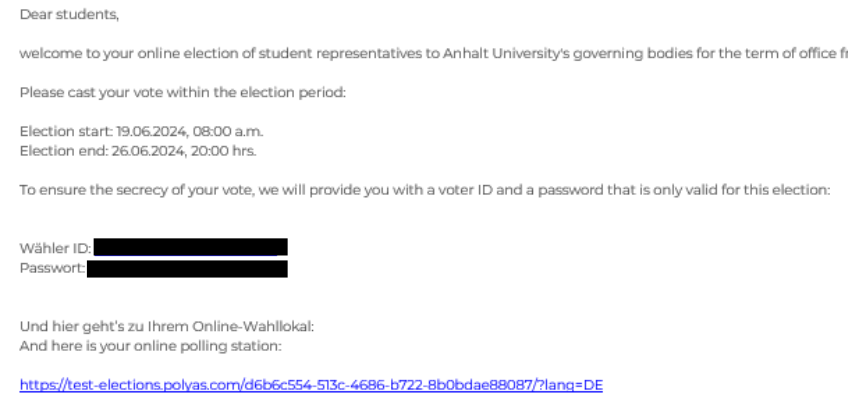 Dear students,
welcome to your online election of student representatives to Anhalt University's governing bodies for the term of office
Please cast your vote within the election period:
Election start: 19.06.2024, 08:00 a.m.
Election end: 26.06.2024, 20:00 hrs.
To ensure the secrecy of your vote, we will provide you with a voter ID and a password that is only valid for this election:
Wähler ID:
Passwort:
Und hier geht's zu Ihrem Online-Wahllokal:
And here is your online polling station:
https://test-elections.polyas.com/d6b6c554-513c-4686-b722-8b0bdae88087/?lang=DE